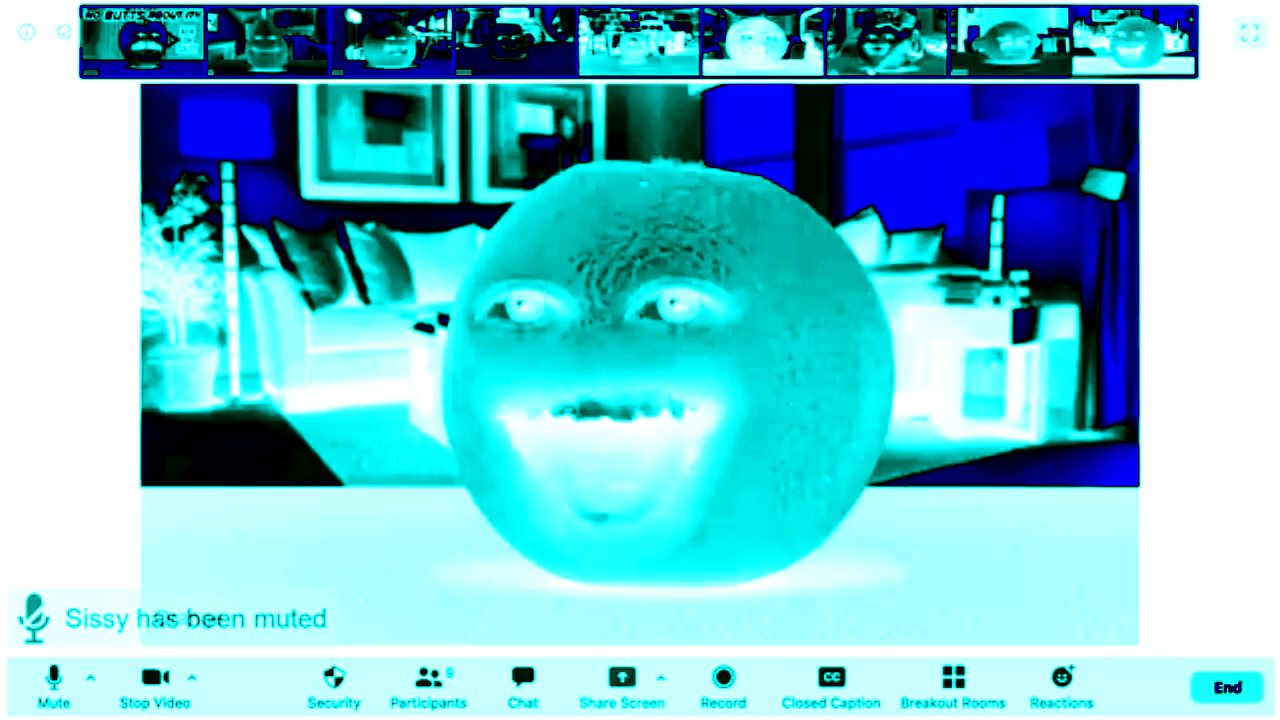 NO BUTTS ABOUT IT!
Sissy has been muted
Mute
Stop Video
Security
Participants
Chat
Share Screen
Record
CC
Closed Caption
Breakout Rooms
Reactions
End